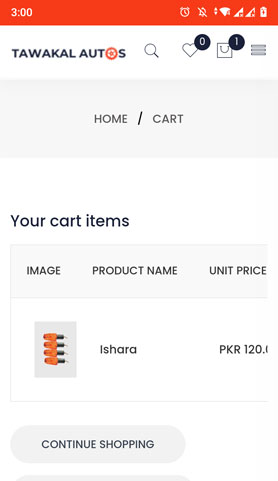 3:00
TAWAKAL AUTOS
0
1
HOME / CART
Your cart items
IMAGE PRODUCT NAME UNIT PRICE
Ishara PKR 120.0
CONTINUE SHOPPING